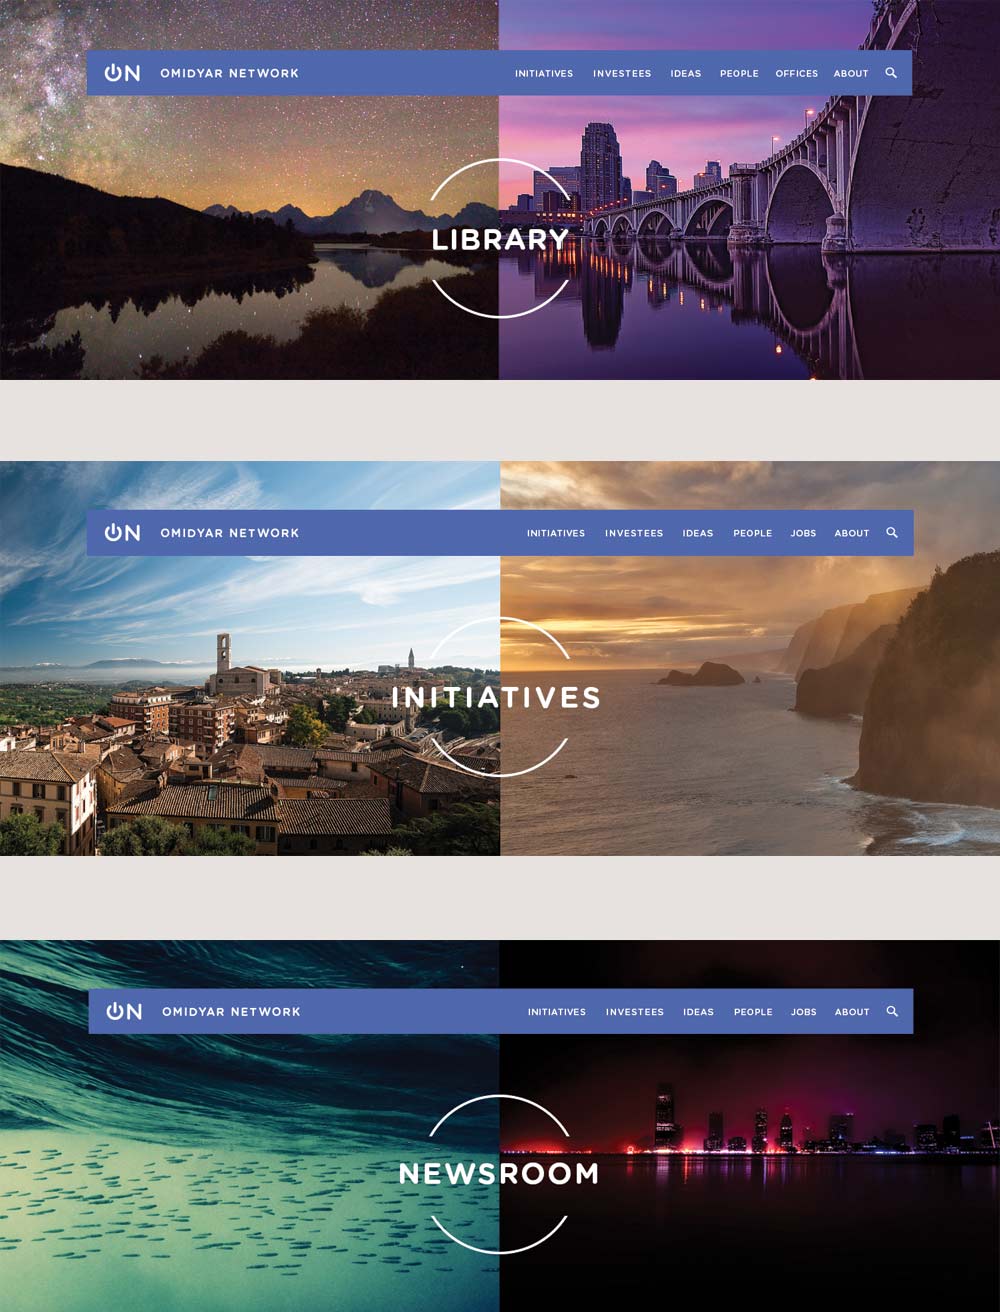 ON OMIDYAR NETWORK INITIATIVES INVESTEES IDEAS PEOPLE OFFICES ABOUT
LIBRARY
ON OMIDYAR NETWORK INITIATIVES INVESTEES IDEAS PEOPLE JOBS ABOUT
INITIATIVES
ON OMIDYAR NETWORK INITIATIVES INVESTEES IDEAS PEOPLE JOBS ABOUT
NEWSROOM